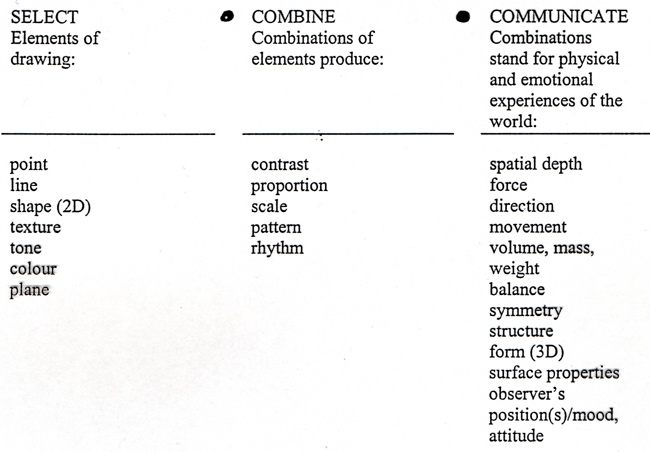 SELECT
Elements of
drawing:
point
line
shape (2D)
texture
tone
colour
plane
COMBINE
Combinations of
elements produce:
contrast
proportion
scale
pattern
rhythm
COMMUNICATE
Combinations
stand for physical
and emotional
experiences of the
world:
spatial depth
force
direction
movement
volume, mass,
weight
balance
symmetry
structure
form (3D)
surface properties
observer's
position(s)/mood,
attitude